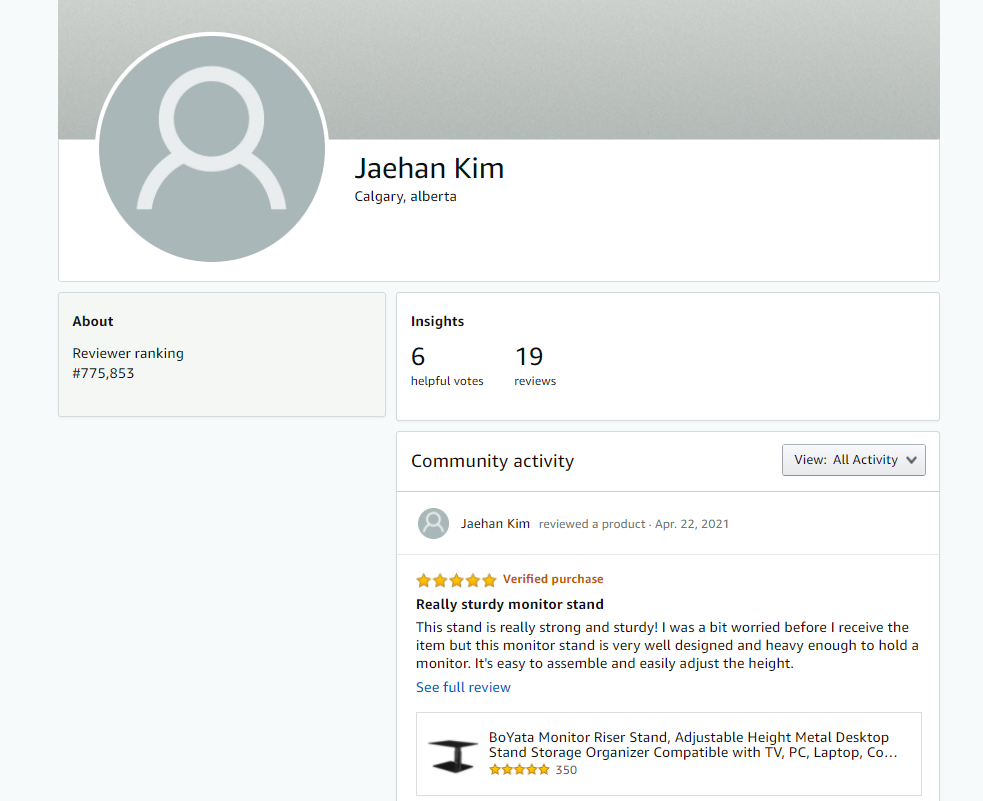 Jaehan Kim
Calgary, alberta
About
Reviewer ranking
#775,853
Insights
6
helpful votes
19
reviews
Community activity
View: All Activity
Jaehan Kim reviewed a product · Apr. 22, 2021
Verified purchase
Really sturdy monitor stand
This stand is really strong and sturdy! I was a bit worried before I receive the
item but this monitor stand is very well designed and heavy enough to hold a
monitor. It's easy to assemble and easily adjust the height.
See full review
BoYata Monitor Riser Stand, Adjustable Height Metal Desktop
Stand Storage Organizer Compatible with TV, PC, Laptop, Co...
350